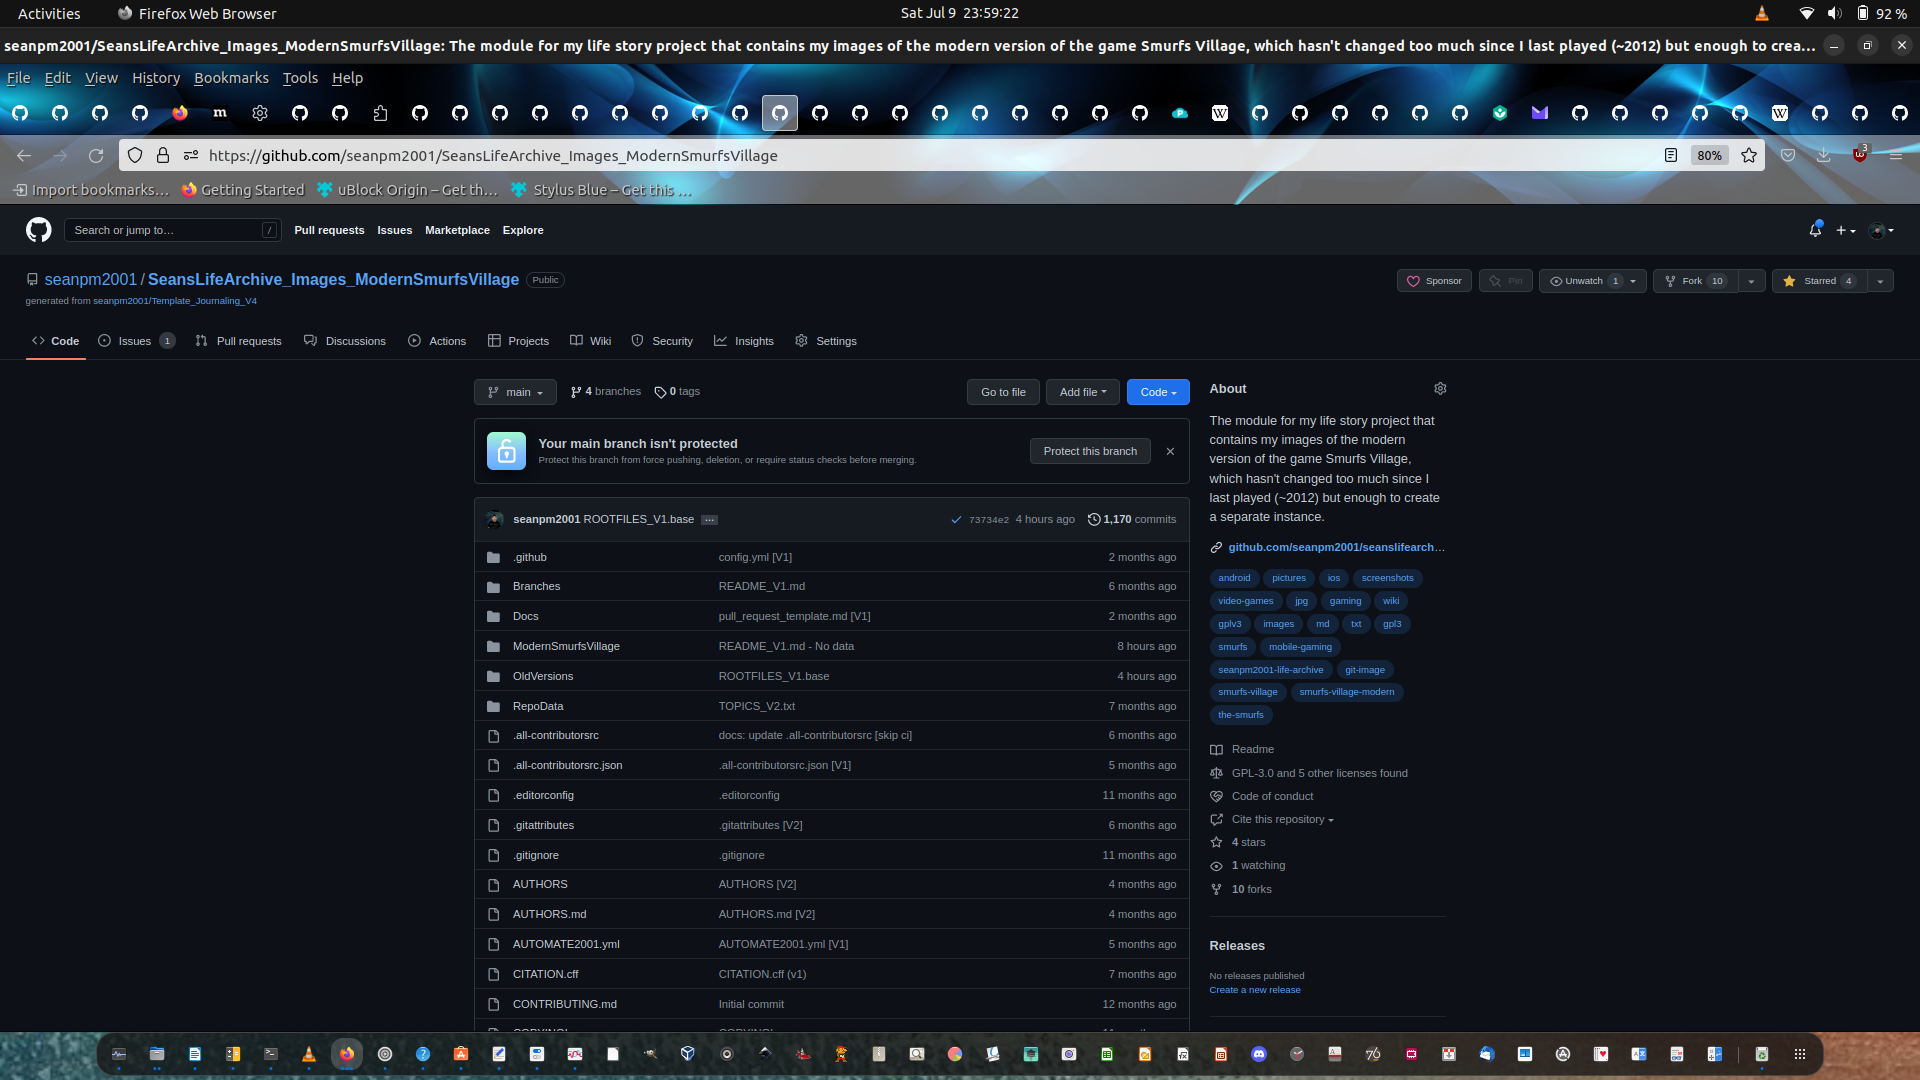 Activities
Firefox Web Browser
Sat Jul 9  23:59:22
92 %
seanpm2001/SeansLifeArchive_Images_ModernSmurfsVillage: The module for my life story project that contains my images of the modern version of the game Smurfs Village, which hasn't changed too much since I last played (~2012) but enough to crea…
File Edit View History Bookmarks Tools Help
https://github.com/seanpm2001/SeansLifeArchive_Images_ModernSmurfsVillage
80%
3
Import bookmarks… Getting Started uBlock Origin – Get th… Stylus Blue – Get this …
Search or jump to… /
Pull requests Issues Marketplace Explore
seanpm2001 / SeansLifeArchive_Images_ModernSmurfsVillage Public
generated from seanpm2001/Template_Journaling_V4
Sponsor Pin Unwatch 1 Fork 10 Starred 4
Code Issues 1 Pull requests Discussions Actions Projects Wiki Security Insights Settings
main 4 branches 0 tags Go to file Add file Code
Your main branch isn't protected
Protect this branch from force pushing, deletion, or require status checks before merging.
Protect this branch
seanpm2001 ROOTFILES_V1.base … 73734e2 4 hours ago 1,170 commits
.github config.yml [V1] 2 months ago
Branches README_V1.md 6 months ago
Docs pull_request_template.md [V1] 2 months ago
ModernSmurfsVillage README_V1.md - No data 8 hours ago
OldVersions ROOTFILES_V1.base 4 hours ago
RepoData TOPICS_V2.txt 7 months ago
.all-contributorsrc docs: update .all-contributorsrc [skip ci] 6 months ago
.all-contributorsrc.json .all-contributorsrc.json [V1] 5 months ago
.editorconfig .editorconfig 11 months ago
.gitattributes .gitattributes [V2] 6 months ago
.gitignore .gitignore 11 months ago
AUTHORS AUTHORS [V2] 4 months ago
AUTHORS.md AUTHORS.md [V2] 4 months ago
AUTOMATE2001.yml AUTOMATE2001.yml [V1] 5 months ago
CITATION.cff CITATION.cff (v1) 7 months ago
CONTRIBUTING.md Initial commit 12 months ago
About
The module for my life story project that
contains my images of the modern
version of the game Smurfs Village,
which hasn't changed too much since I
last played (~2012) but enough to create
a separate instance.
github.com/seanpm2001/seanslifearch…
android pictures ios screenshots
video-games jpg gaming wiki
gplv3 images md txt gpl3
smurfs mobile-gaming
seanpm2001-life-archive git-image
smurfs-village smurfs-village-modern
the-smurfs
Readme
GPL-3.0 and 5 other licenses found
Code of conduct
Cite this repository
4 stars
1 watching
10 forks
Releases
No releases published
Create a new release